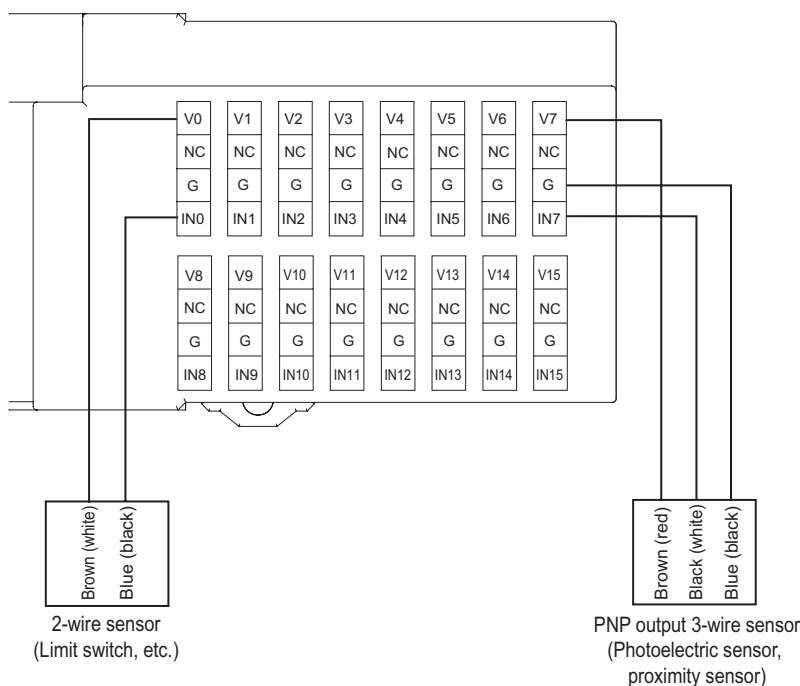 V0 V1 V2 V3 V4 V5 V6 V7
NC NC NC NC NC NC NC NC
G G G G G G G G
IN0 IN1 IN2 IN3 IN4 IN5 IN6 IN7
V8 V9 V10 V11 V12 V13 V14 V15
NC NC NC NC NC NC NC NC
G G G G G G G G
IN8 IN9 IN10 IN11 IN12 IN13 IN14 IN15
Brown (white)
Blue (black)
2-wire sensor
(Limit switch, etc.)
Brown (red)
Black (white)
Blue (black)
PNP output 3-wire sensor
(Photoelectric sensor,
proximity sensor)